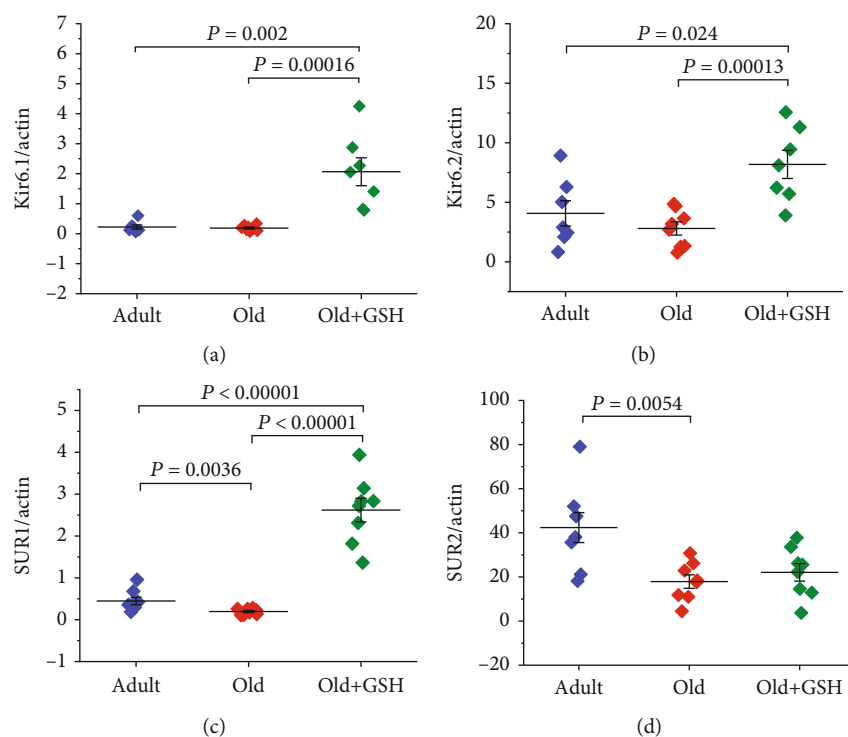 7
6
5
4
3
2
1
0
–1
–2
Kir6.1/actin
P = 0.002
P = 0.00016
Adult Old Old+GSH
(a)
20
15
10
5
0
Kir6.2/actin
P = 0.024
P = 0.00013
Adult Old Old+GSH
(b)
5
4
3
2
1
0
–1
SUR1/actin
P < 0.00001
P < 0.00001
P = 0.0036
Adult Old Old+GSH
(c)
100
80
60
40
20
0
–20
SUR2/actin
P = 0.0054
Adult Old Old+GSH
(d)